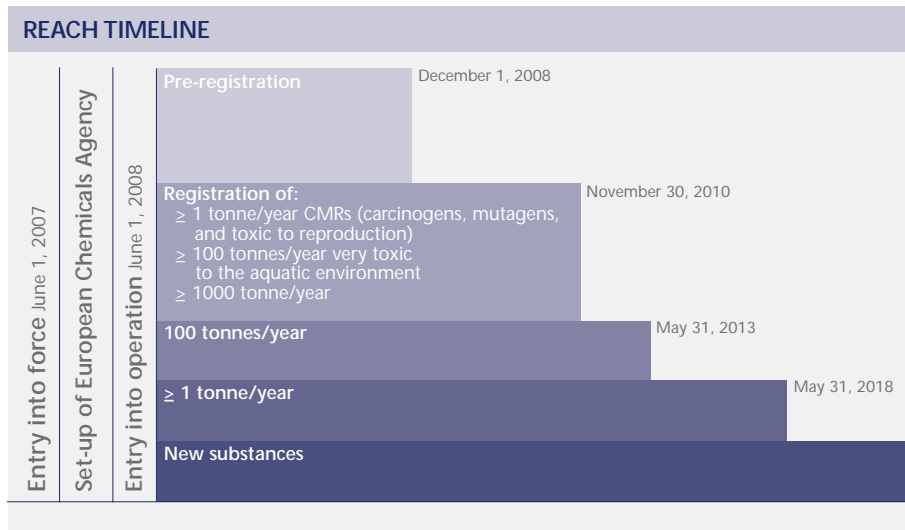 REACH TIMELINE
Entry into force June 1, 2007
Set-up of European Chemicals Agency
Entry into operation June 1, 2008
Pre-registration
December 1, 2008
Registration of:
≥ 1 tonne/year CMRs (carcinogens, mutagens,
and toxic to reproduction)
≥ 100 tonnes/year very toxic
to the aquatic environment
≥ 1000 tonne/year
November 30, 2010
100 tonnes/year
May 31, 2013
≥ 1 tonne/year
May 31, 2018
New substances